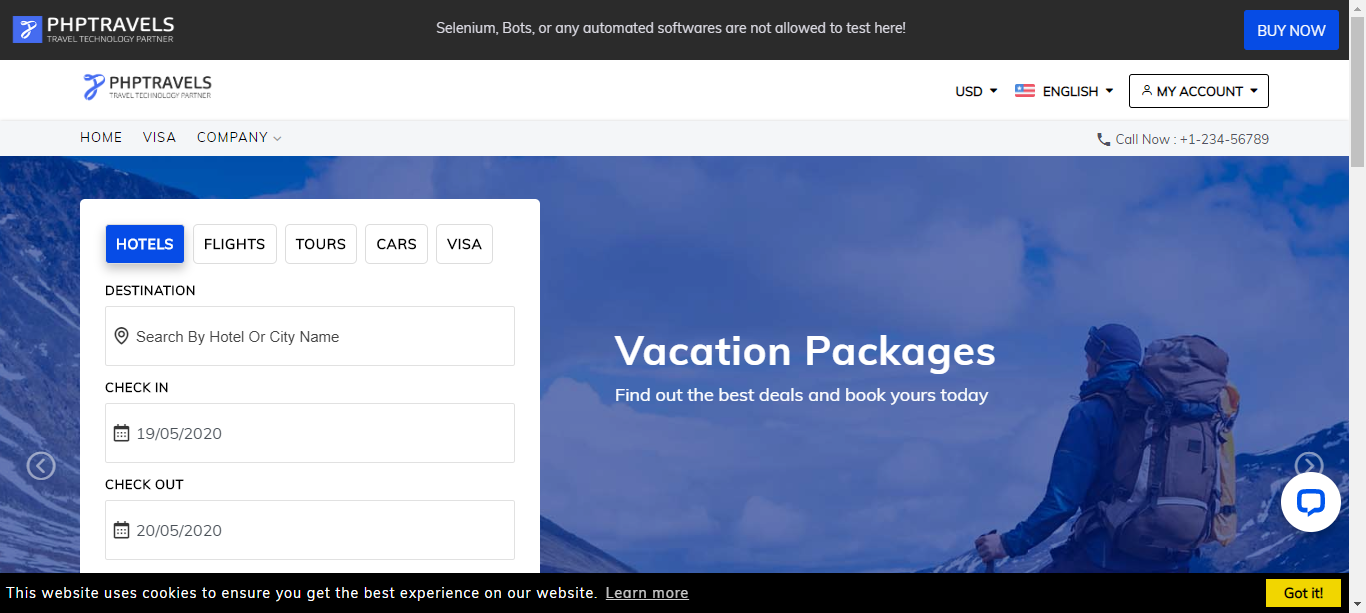 PHPTRAVELS
TRAVEL TECHNOLOGY PARTNER
Selenium, Bots, or any automated softwares are not allowed to test here!
BUY NOW
PHPTRAVELS
TRAVEL TECHNOLOGY PARTNER
USD
ENGLISH
MY ACCOUNT
HOME VISA COMPANY
Call Now : +1-234-56789
HOTELS FLIGHTS TOURS CARS VISA
DESTINATION
Search By Hotel Or City Name
CHECK IN
19/05/2020
CHECK OUT
20/05/2020
Vacation Packages
Find out the best deals and book yours today
This website uses cookies to ensure you get the best experience on our website. Learn more
Got it!